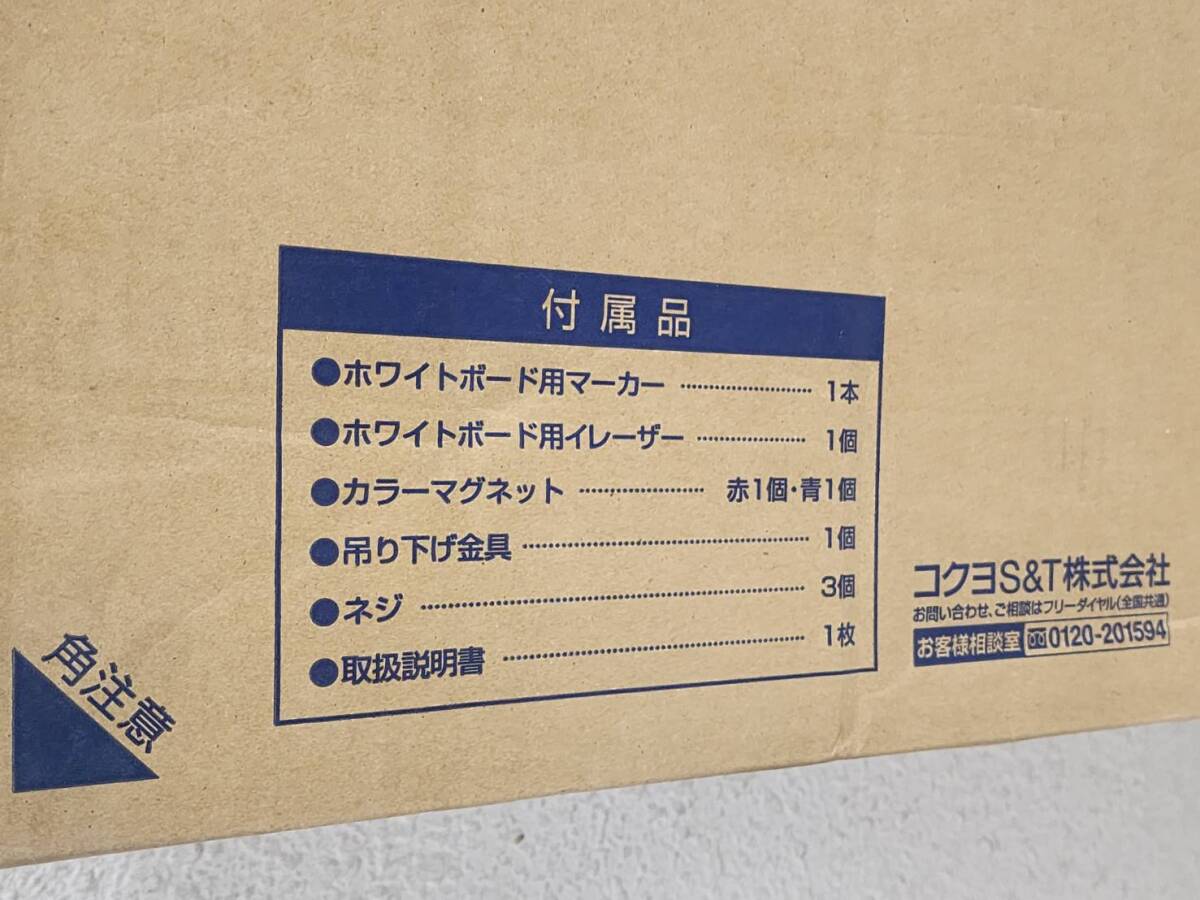 付属品
●ホワイトボード用マーカー ……………… 1本
●ホワイトボード用イレーザー …………… 1個
●カラーマグネット …………… 赤1個・青1個
●吊り下げ金具 ……………………………… 1個
●ネジ ………………………………………… 3個
●取扱説明書 ………………………………… 1枚
コクヨS&T株式会社
お問い合わせ、ご相談はフリーダイヤル(全国共通)
お客様相談室 0120-201594
角注意